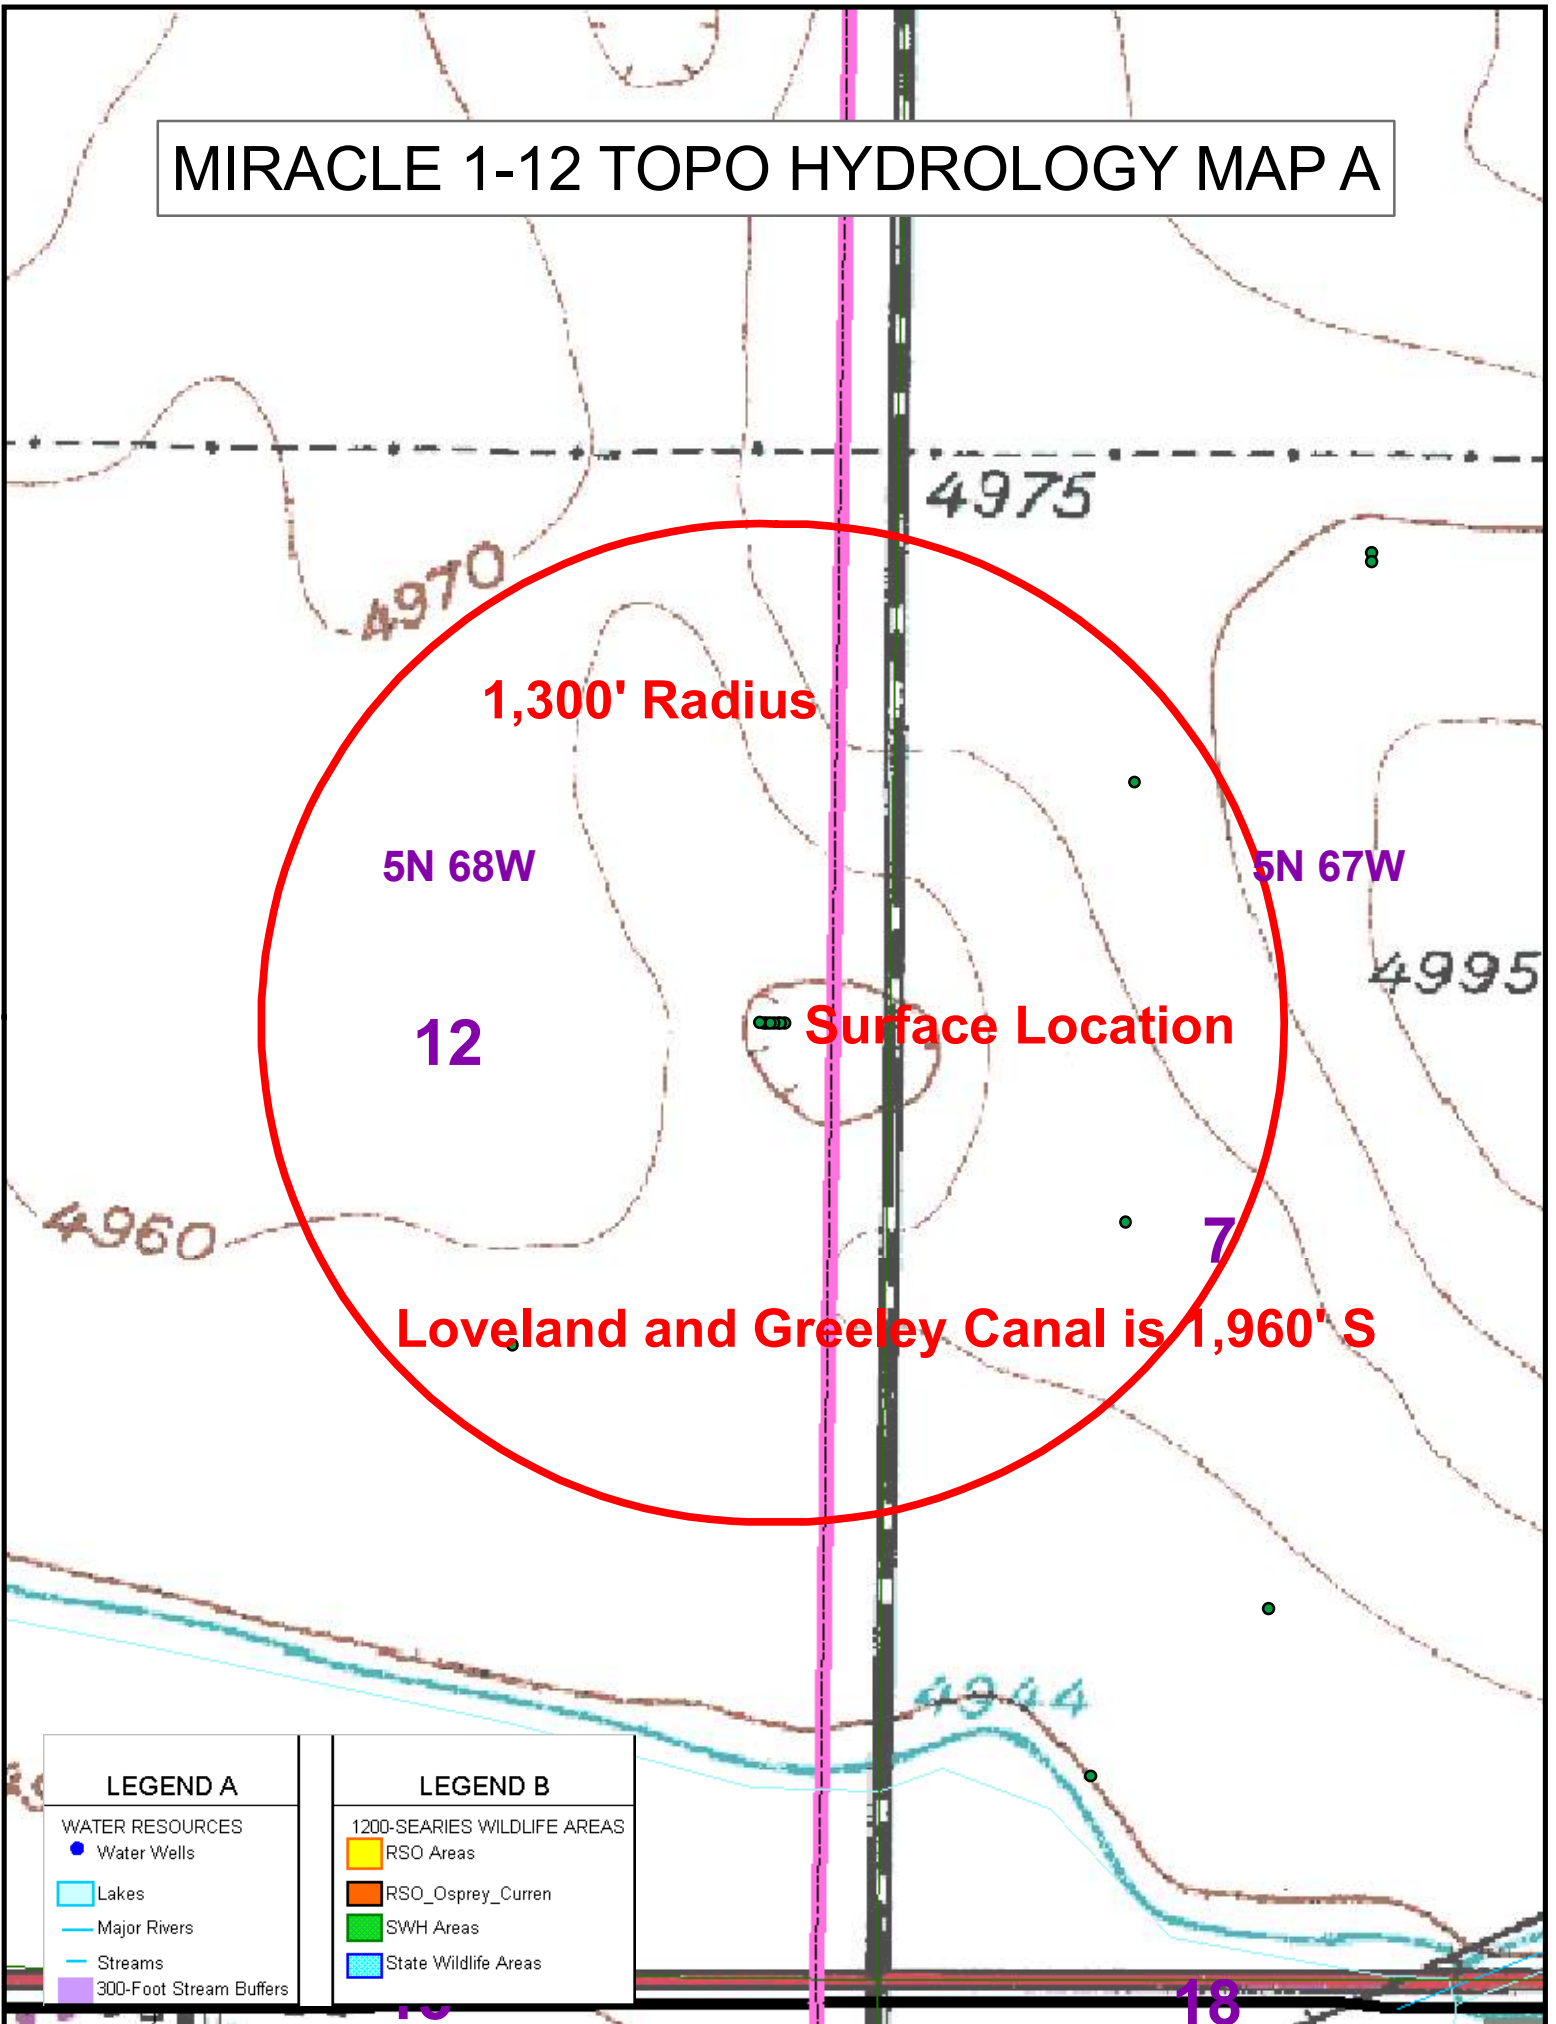 MIRACLE 1-12 TOPO HYDROLOGY MAP A
4975
4970
1,300' Radius
5N 68W
5N 67W
4995
12
Surface Location
4960
7
Loveland and Greeley Canal is 1,960' S
4944
LEGEND A
WATER RESOURCES
Water Wells
Lakes
Major Rivers
Streams
300-Foot Stream Buffers
LEGEND B
1200-SEARIES WILDLIFE AREAS
RSO Areas
RSO_Osprey_Curren
SWH Areas
State Wildlife Areas
18